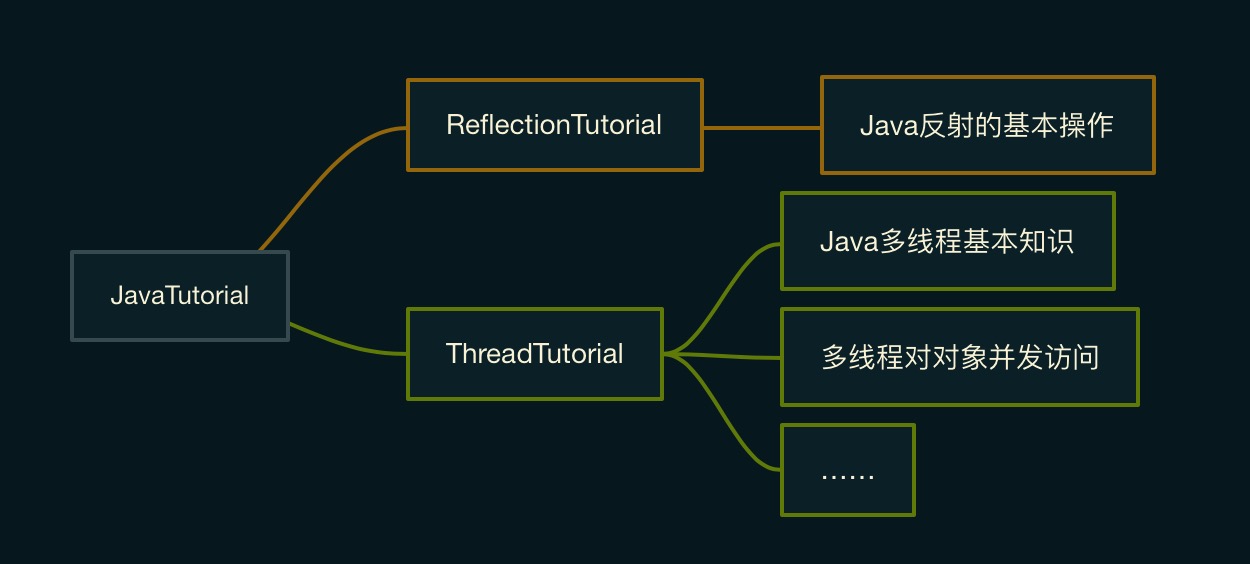 JavaTutorial
ReflectionTutorial
Java反射的基本操作
ThreadTutorial
Java多线程基本知识
多线程对对象并发访问
……